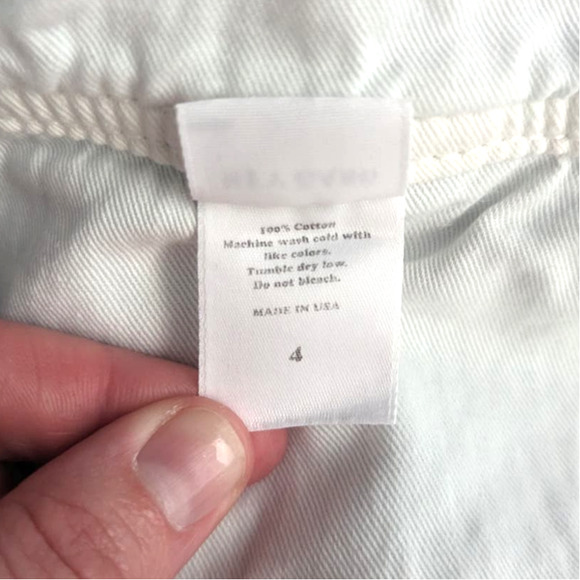 100% Cotton
Machine wash cold with
like colors.
Tumble dry low.
Do not bleach.
MADE IN USA
4